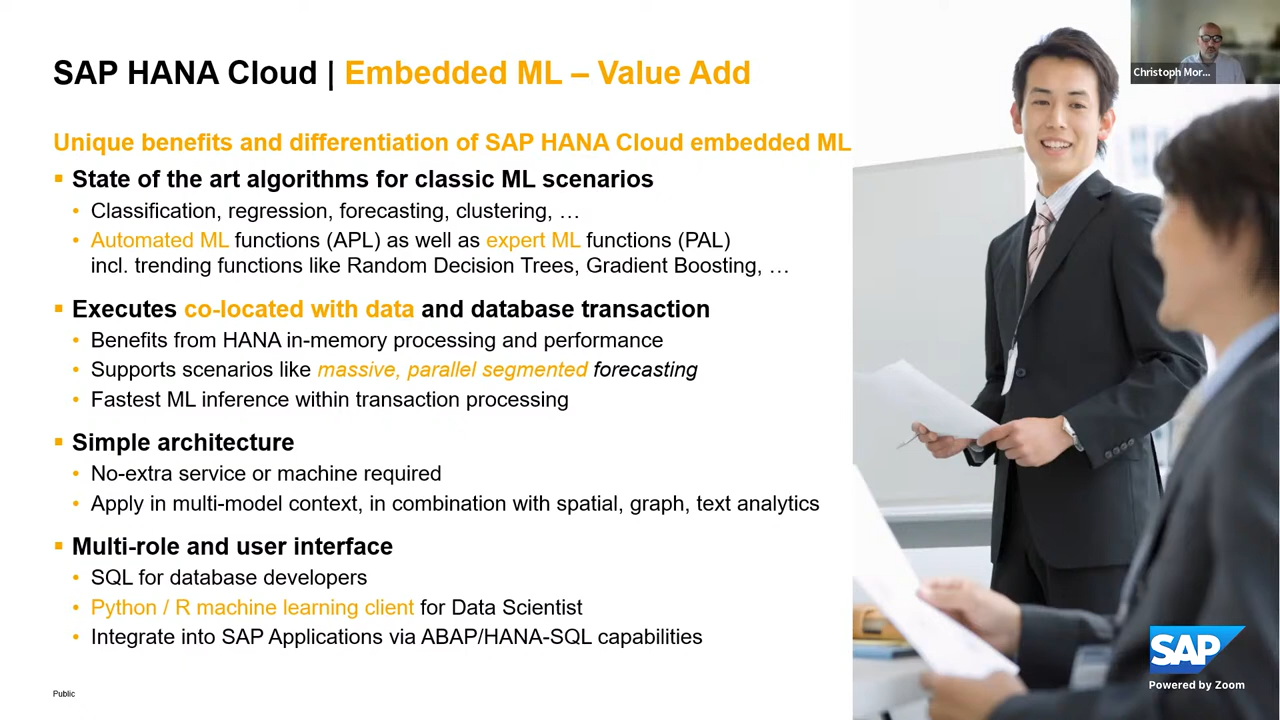 SAP HANA Cloud | Embedded ML – Value Add
Christoph Mor...
Unique benefits and differentiation of SAP HANA Cloud embedded ML
▪ State of the art algorithms for classic ML scenarios
• Classification, regression, forecasting, clustering, …
• Automated ML functions (APL) as well as expert ML functions (PAL)
incl. trending functions like Random Decision Trees, Gradient Boosting, …
▪ Executes co-located with data and database transaction
• Benefits from HANA in-memory processing and performance
• Supports scenarios like massive, parallel segmented forecasting
• Fastest ML inference within transaction processing
▪ Simple architecture
• No-extra service or machine required
• Apply in multi-model context, in combination with spatial, graph, text analytics
▪ Multi-role and user interface
• SQL for database developers
• Python / R machine learning client for Data Scientist
• Integrate into SAP Applications via ABAP/HANA-SQL capabilities
SAP
Powered by Zoom
Public